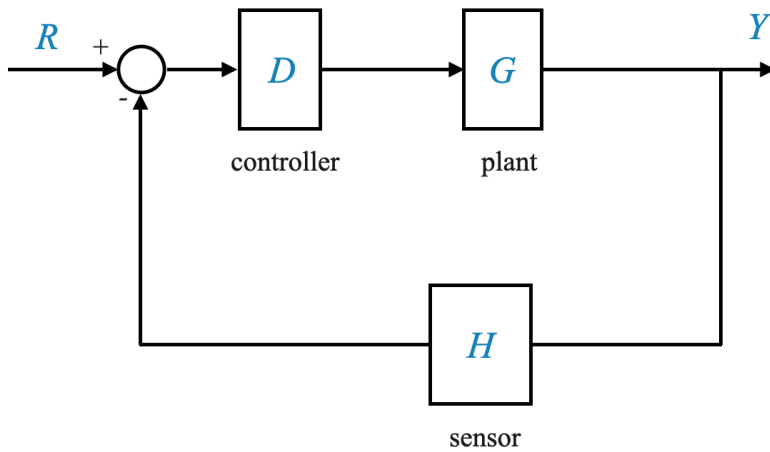 R
+
Y
D
G
-
controller
plant
H
sensor